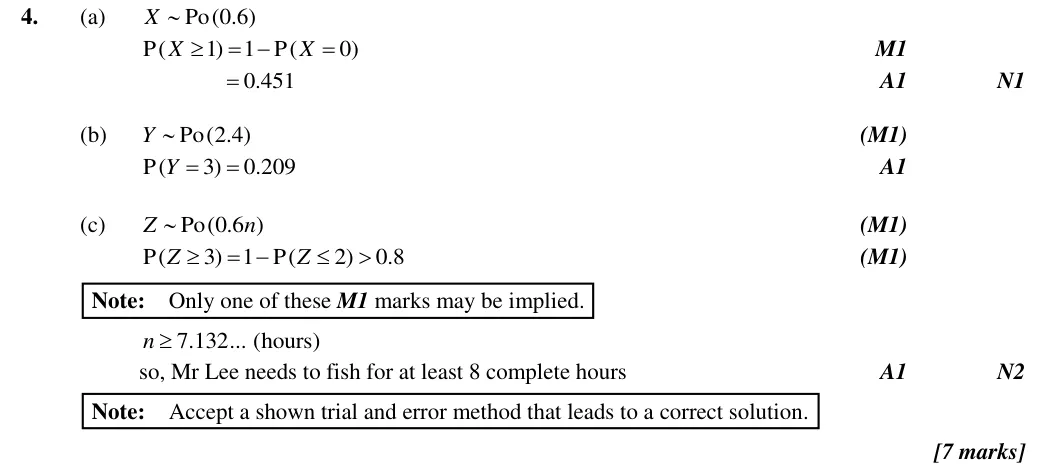 4. (a) X ∼ Po(0.6)
P(X ≥ 1) = 1 − P(X = 0) M1
= 0.451 A1 N1
(b) Y ∼ Po(2.4) (M1)
P(Y = 3) = 0.209 A1
(c) Z ∼ Po(0.6n) (M1)
P(Z ≥ 3) = 1 − P(Z ≤ 2) > 0.8 (M1)
Note: Only one of these M1 marks may be implied.
n ≥ 7.132... (hours)
so, Mr Lee needs to fish for at least 8 complete hours A1 N2
Note: Accept a shown trial and error method that leads to a correct solution.
[7 marks]